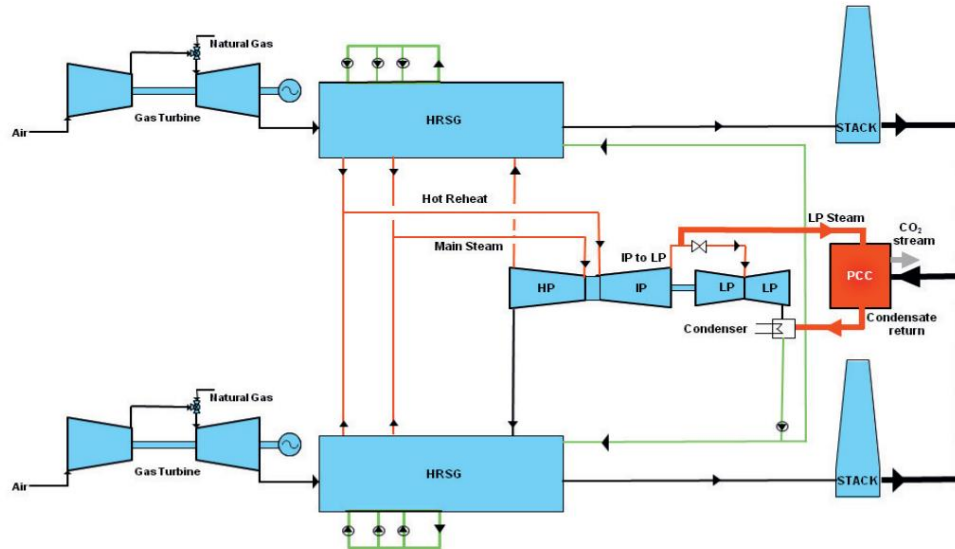 Natural Gas
Gas Turbine
Air
HRSG
STACK
Hot Reheat
Main Steam
LP Steam
CO2
stream
IP to LP
HP
IP
LP
LP
PCC
Condenser
Condensate
return
Natural Gas
Gas Turbine
Air
HRSG
STACK